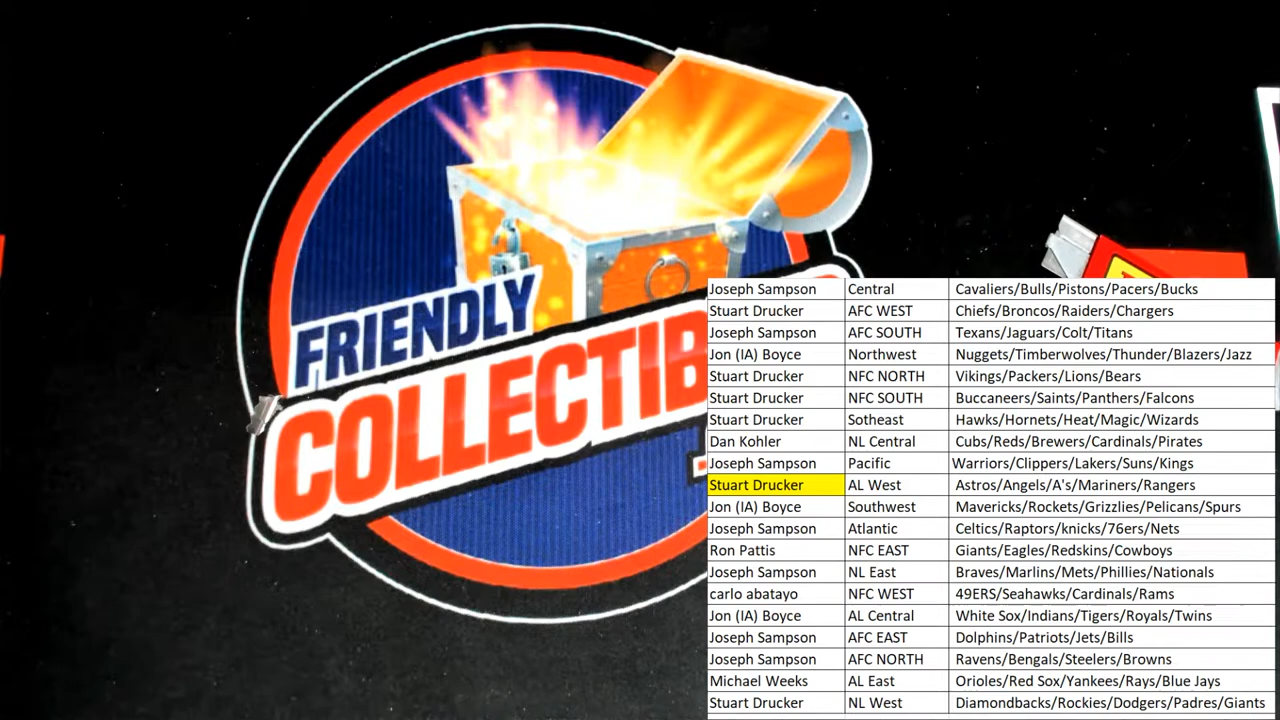 FRIENDLY
COLLECTIB
Joseph Sampson Central Cavaliers/Bulls/Pistons/Pacers/Bucks
Stuart Drucker AFC WEST Chiefs/Broncos/Raiders/Chargers
Joseph Sampson AFC SOUTH Texans/Jaguars/Colt/Titans
Jon (IA) Boyce Northwest Nuggets/Timberwolves/Thunder/Blazers/Jazz
Stuart Drucker NFC NORTH Vikings/Packers/Lions/Bears
Stuart Drucker NFC SOUTH Buccaneers/Saints/Panthers/Falcons
Stuart Drucker Sotheast Hawks/Hornets/Heat/Magic/Wizards
Dan Kohler NL Central Cubs/Reds/Brewers/Cardinals/Pirates
Joseph Sampson Pacific Warriors/Clippers/Lakers/Suns/Kings
Stuart Drucker AL West Astros/Angels/A's/Mariners/Rangers
Jon (IA) Boyce Southwest Mavericks/Rockets/Grizzlies/Pelicans/Spurs
Joseph Sampson Atlantic Celtics/Raptors/knicks/76ers/Nets
Ron Pattis NFC EAST Giants/Eagles/Redskins/Cowboys
Joseph Sampson NL East Braves/Marlins/Mets/Phillies/Nationals
carlo abatayo NFC WEST 49ERS/Seahawks/Cardinals/Rams
Jon (IA) Boyce AL Central White Sox/Indians/Tigers/Royals/Twins
Joseph Sampson AFC EAST Dolphins/Patriots/Jets/Bills
Joseph Sampson AFC NORTH Ravens/Bengals/Steelers/Browns
Michael Weeks AL East Orioles/Red Sox/Yankees/Rays/Blue Jays
Stuart Drucker NL West Diamondbacks/Rockies/Dodgers/Padres/Giants